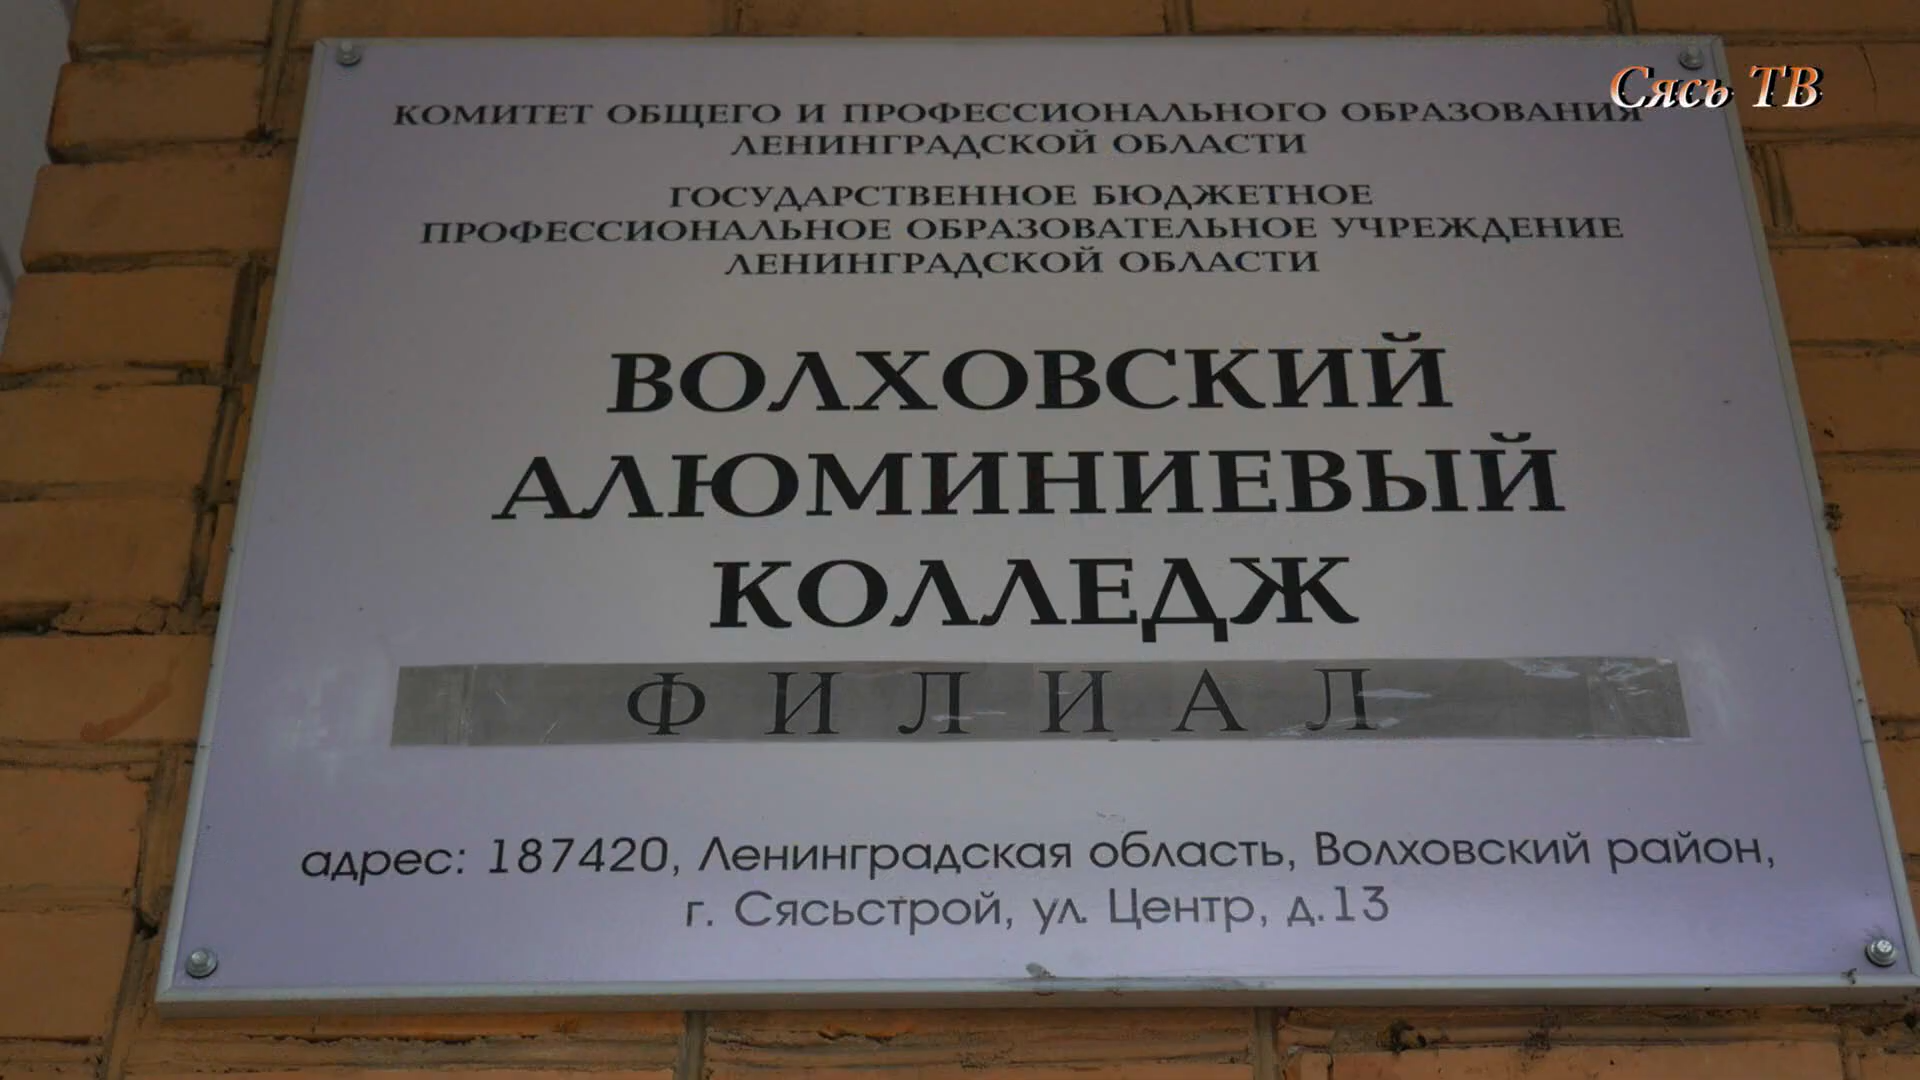 Сясь ТВ
КОМИТЕТ ОБЩЕГО И ПРОФЕССИОНАЛЬНОГО ОБРАЗОВАНИЯ
ЛЕНИНГРАДСКОЙ ОБЛАСТИ
ГОСУДАРСТВЕННОЕ БЮДЖЕТНОЕ
ПРОФЕССИОНАЛЬНОЕ ОБРАЗОВАТЕЛЬНОЕ УЧРЕЖДЕНИЕ
ЛЕНИНГРАДСКОЙ ОБЛАСТИ
ВОЛХОВСКИЙ
АЛЮМИНИЕВЫЙ
КОЛЛЕДЖ
ФИЛИАЛ
адрес: 187420, Ленинградская область, Волховский район,
г. Сясьстрой, ул. Центр, д.13